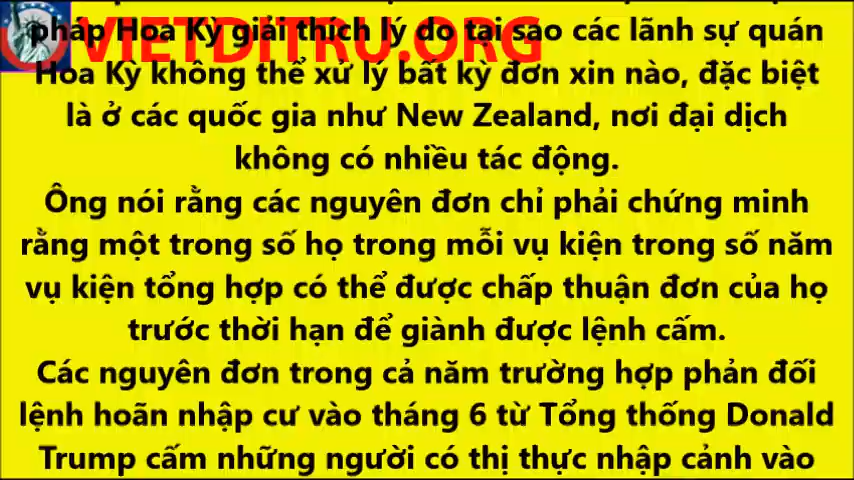 VIETDITRU.ORG
pháp Hoa Kỳ giải thích lý do tại sao các lãnh sự quán
Hoa Kỳ không thể xử lý bất kỳ đơn xin nào, đặc biệt
là ở các quốc gia như New Zealand, nơi đại dịch
không có nhiều tác động.
Ông nói rằng các nguyên đơn chỉ phải chứng minh
rằng một trong số họ trong mỗi vụ kiện trong số năm
vụ kiện tổng hợp có thể được chấp thuận đơn của họ
trước thời hạn để giành được lệnh cấm.
Các nguyên đơn trong cả năm trường hợp phản đối
lệnh hoãn nhập cư vào tháng 6 từ Tổng thống Donald
Trump cấm những người có thị thực nhập cảnh vào